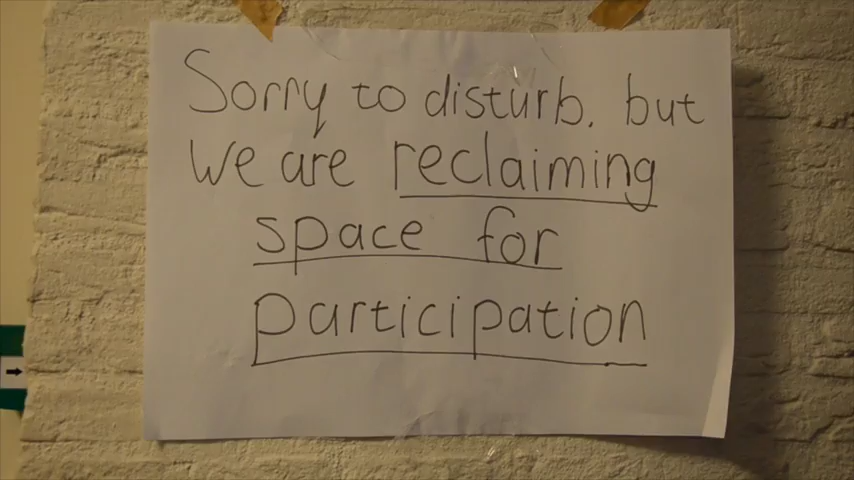 Sorry to disturb. but
we are reclaiming
space for
participation